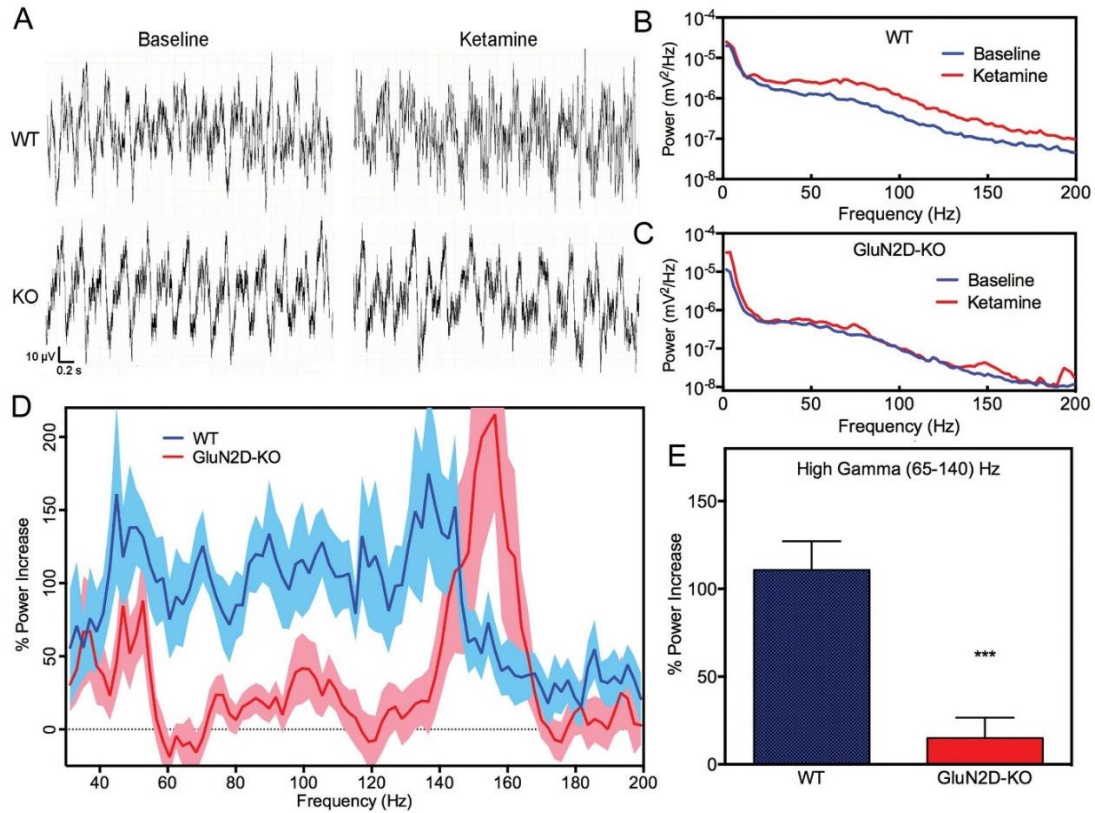 A
Baseline
Ketamine
WT
KO
10 µV
0.2 s
B
WT
Baseline
Ketamine
Power (mV²/Hz)
10⁻⁴
10⁻⁵
10⁻⁶
10⁻⁷
10⁻⁸
0 50 100 150 200
Frequency (Hz)
C
GluN2D-KO
Baseline
Ketamine
Power (mV²/Hz)
10⁻⁴
10⁻⁵
10⁻⁶
10⁻⁷
10⁻⁸
0 50 100 150 200
Frequency (Hz)
D
WT
GluN2D-KO
% Power Increase
200
150
100
50
0
40 60 80 100 120 140 160 180 200
Frequency (Hz)
E
High Gamma (65-140) Hz
% Power Increase
150
100
50
0
***
WT GluN2D-KO